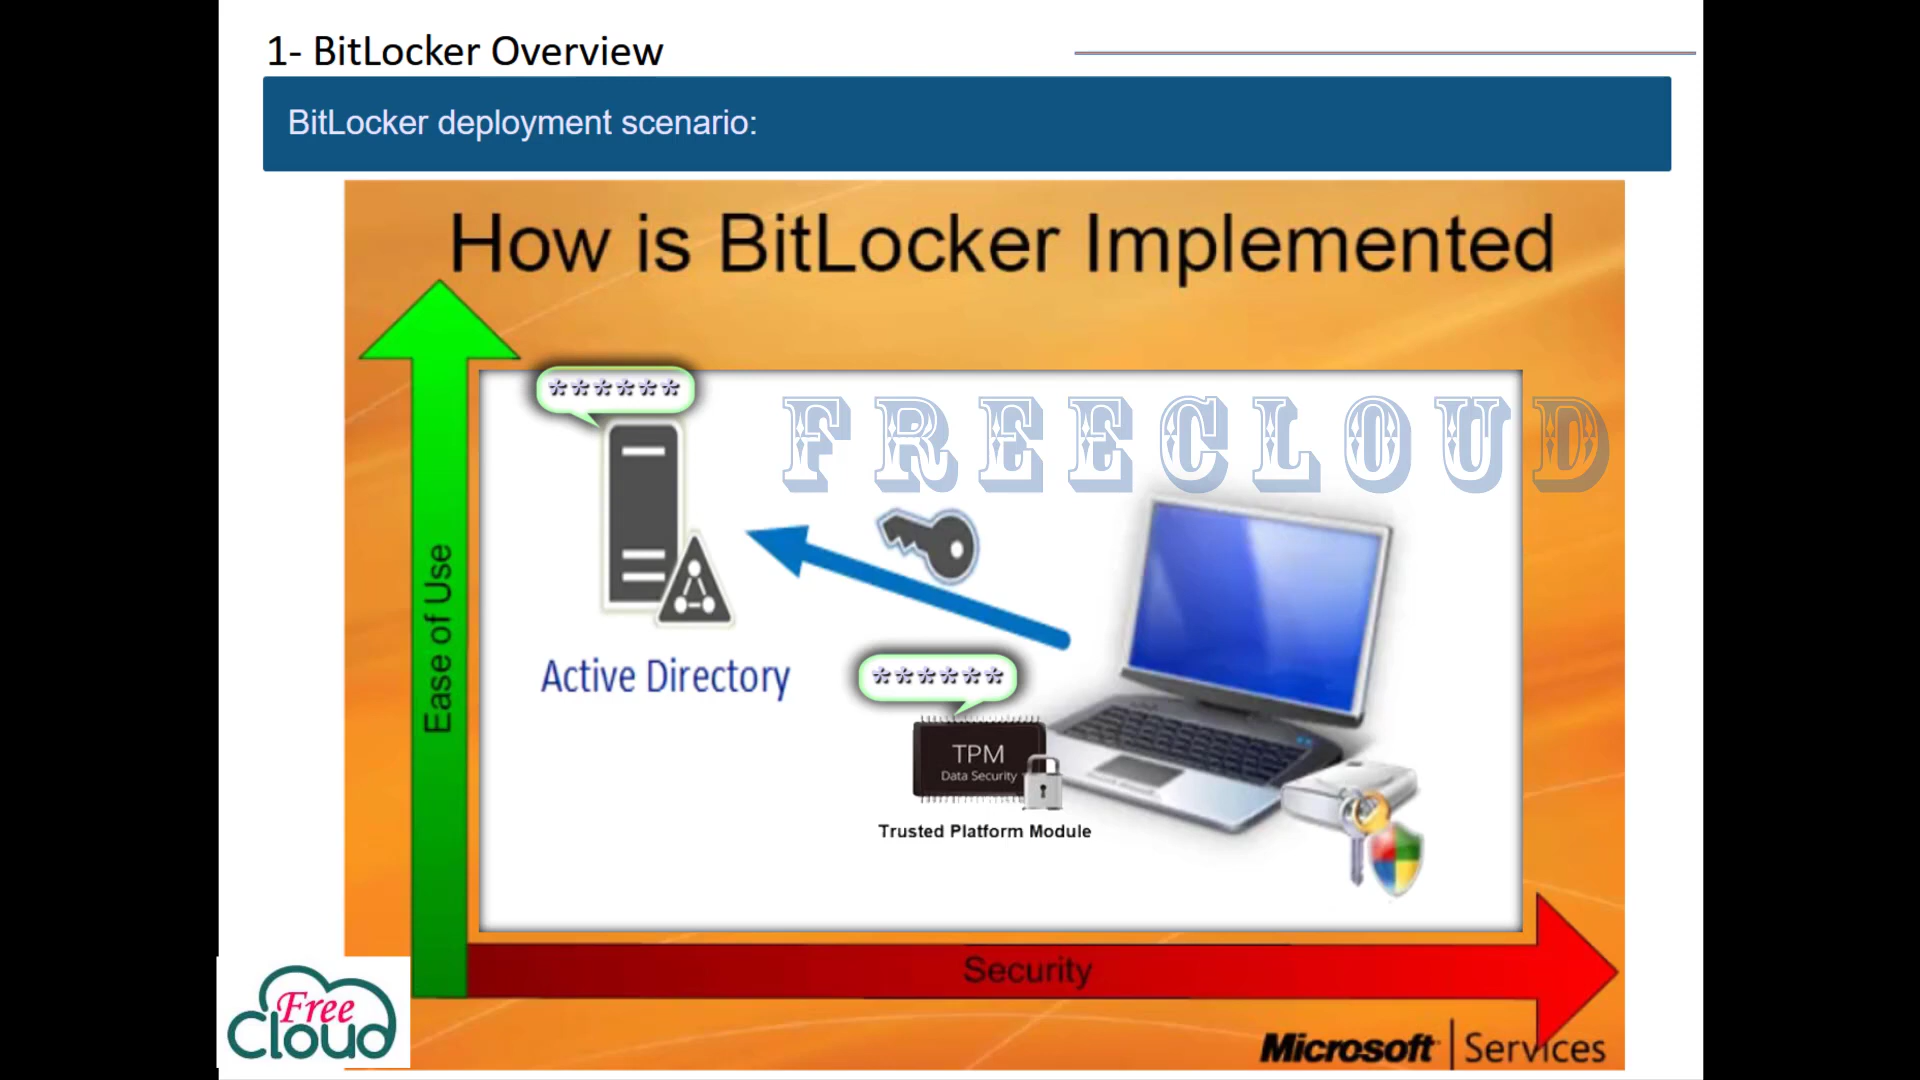 1- BitLocker Overview
BitLocker deployment scenario:
How is BitLocker Implemented
******
FREECLOUD
Ease of Use
Active Directory
******
TPM
Data Security
Trusted Platform Module
Security
Free
Cloud
Microsoft | Services